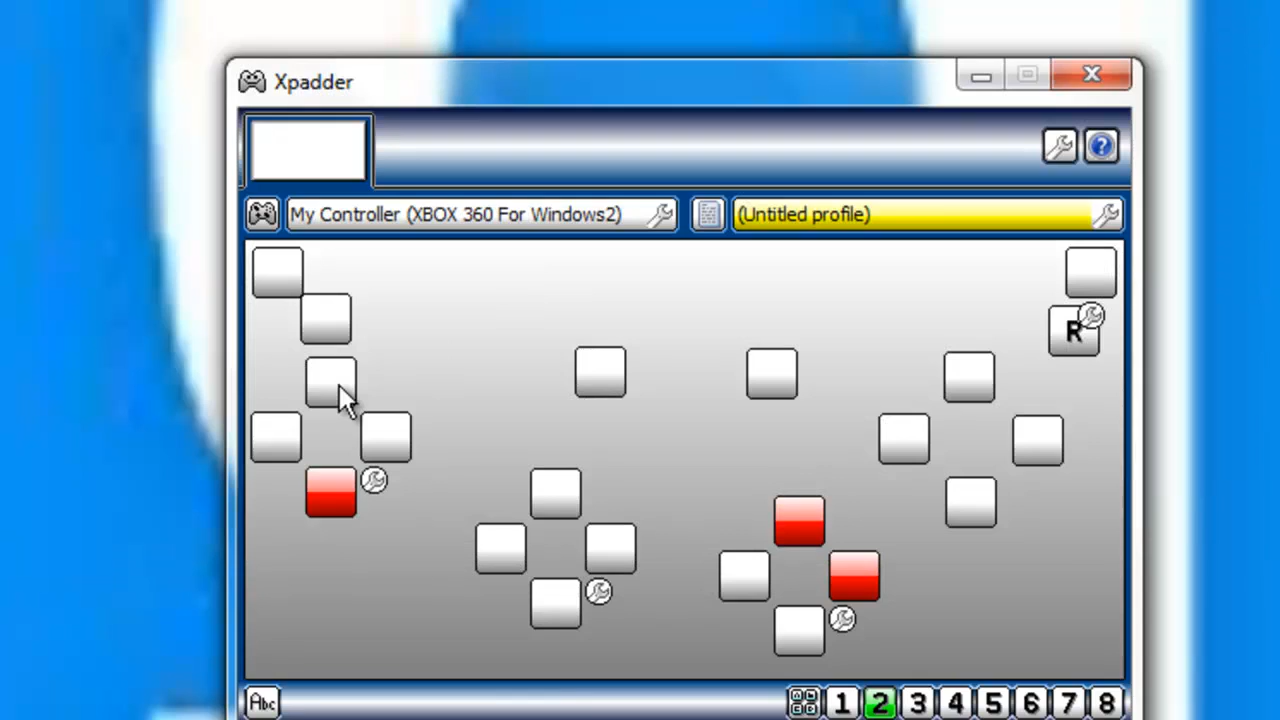 Xpadder
My Controller (XBOX 360 For Windows2)
(Untitled profile)
R
Abc
1 2 3 4 5 6 7 8